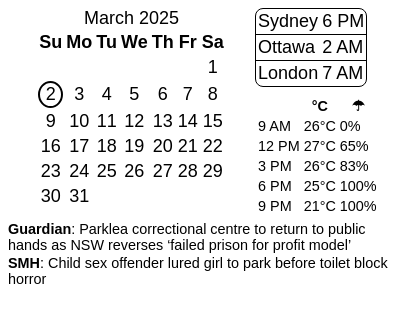 March 2025
Su Mo Tu We Th Fr Sa
1
2 3 4 5 6 7 8
9 10 11 12 13 14 15
16 17 18 19 20 21 22
23 24 25 26 27 28 29
30 31
Sydney 6 PM
Ottawa 2 AM
London 7 AM
°C ☂
9 AM 26°C 0%
12 PM 27°C 65%
3 PM 26°C 83%
6 PM 25°C 100%
9 PM 21°C 100%
Guardian: Parklea correctional centre to return to public
hands as NSW reverses ‘failed prison for profit model’
SMH: Child sex offender lured girl to park before toilet block
horror